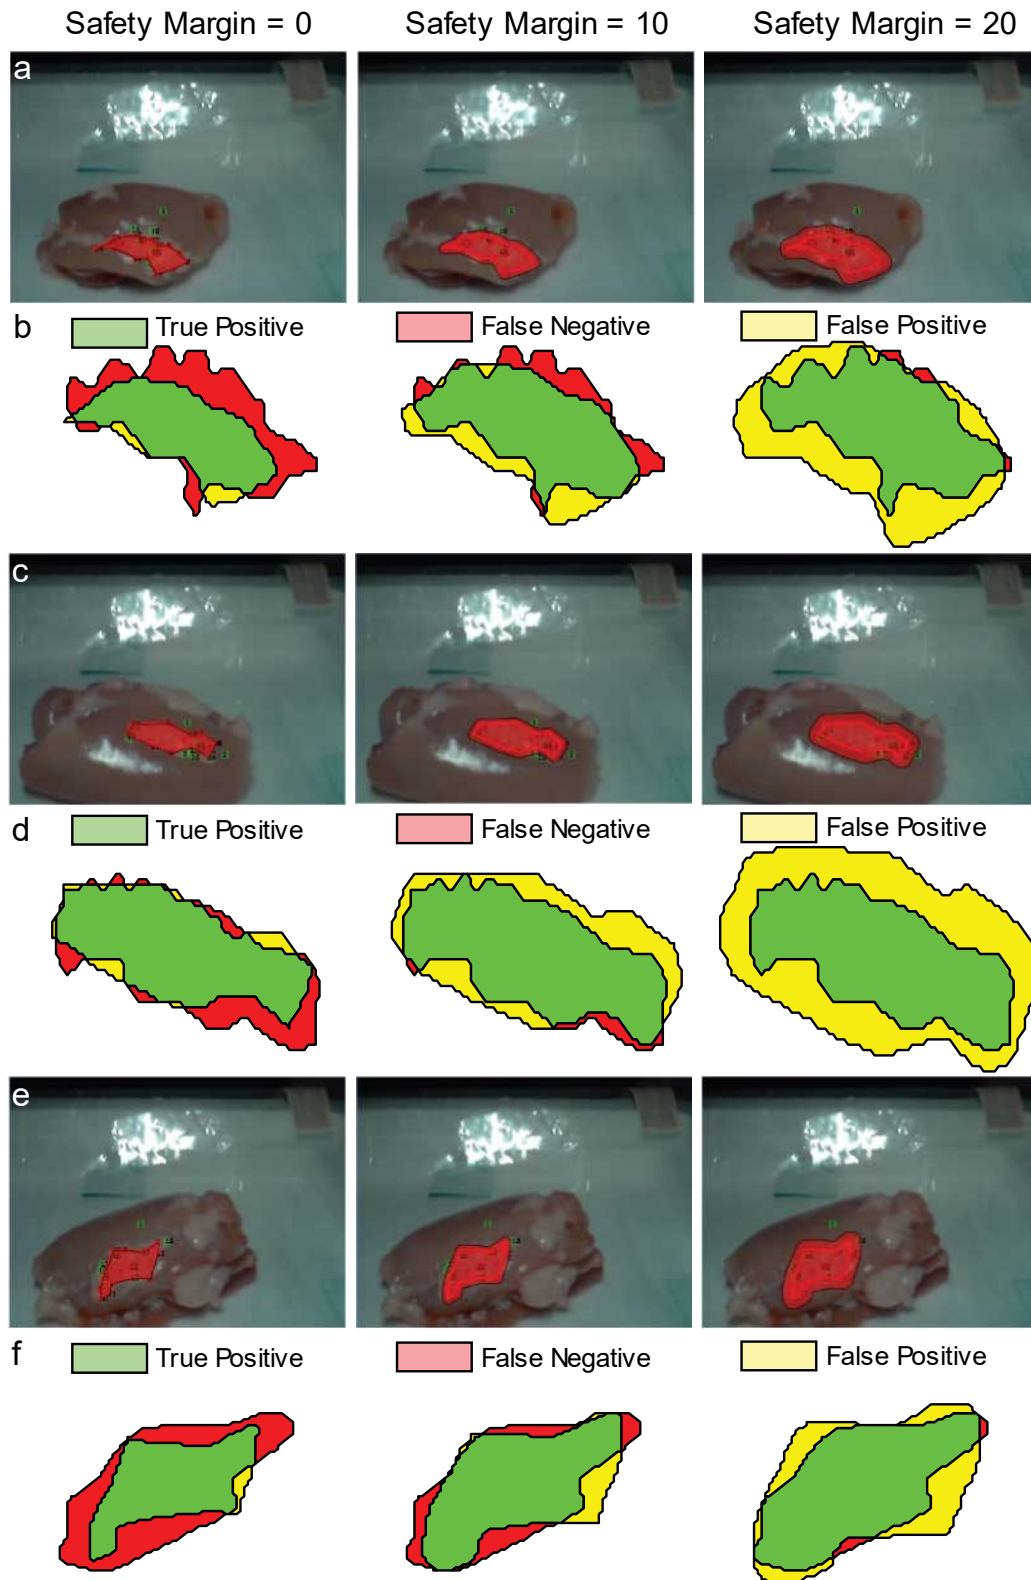 Safety Margin = 0 Safety Margin = 10 Safety Margin = 20
a
b True Positive False Negative False Positive
c
d True Positive False Negative False Positive
e
f True Positive False Negative False Positive